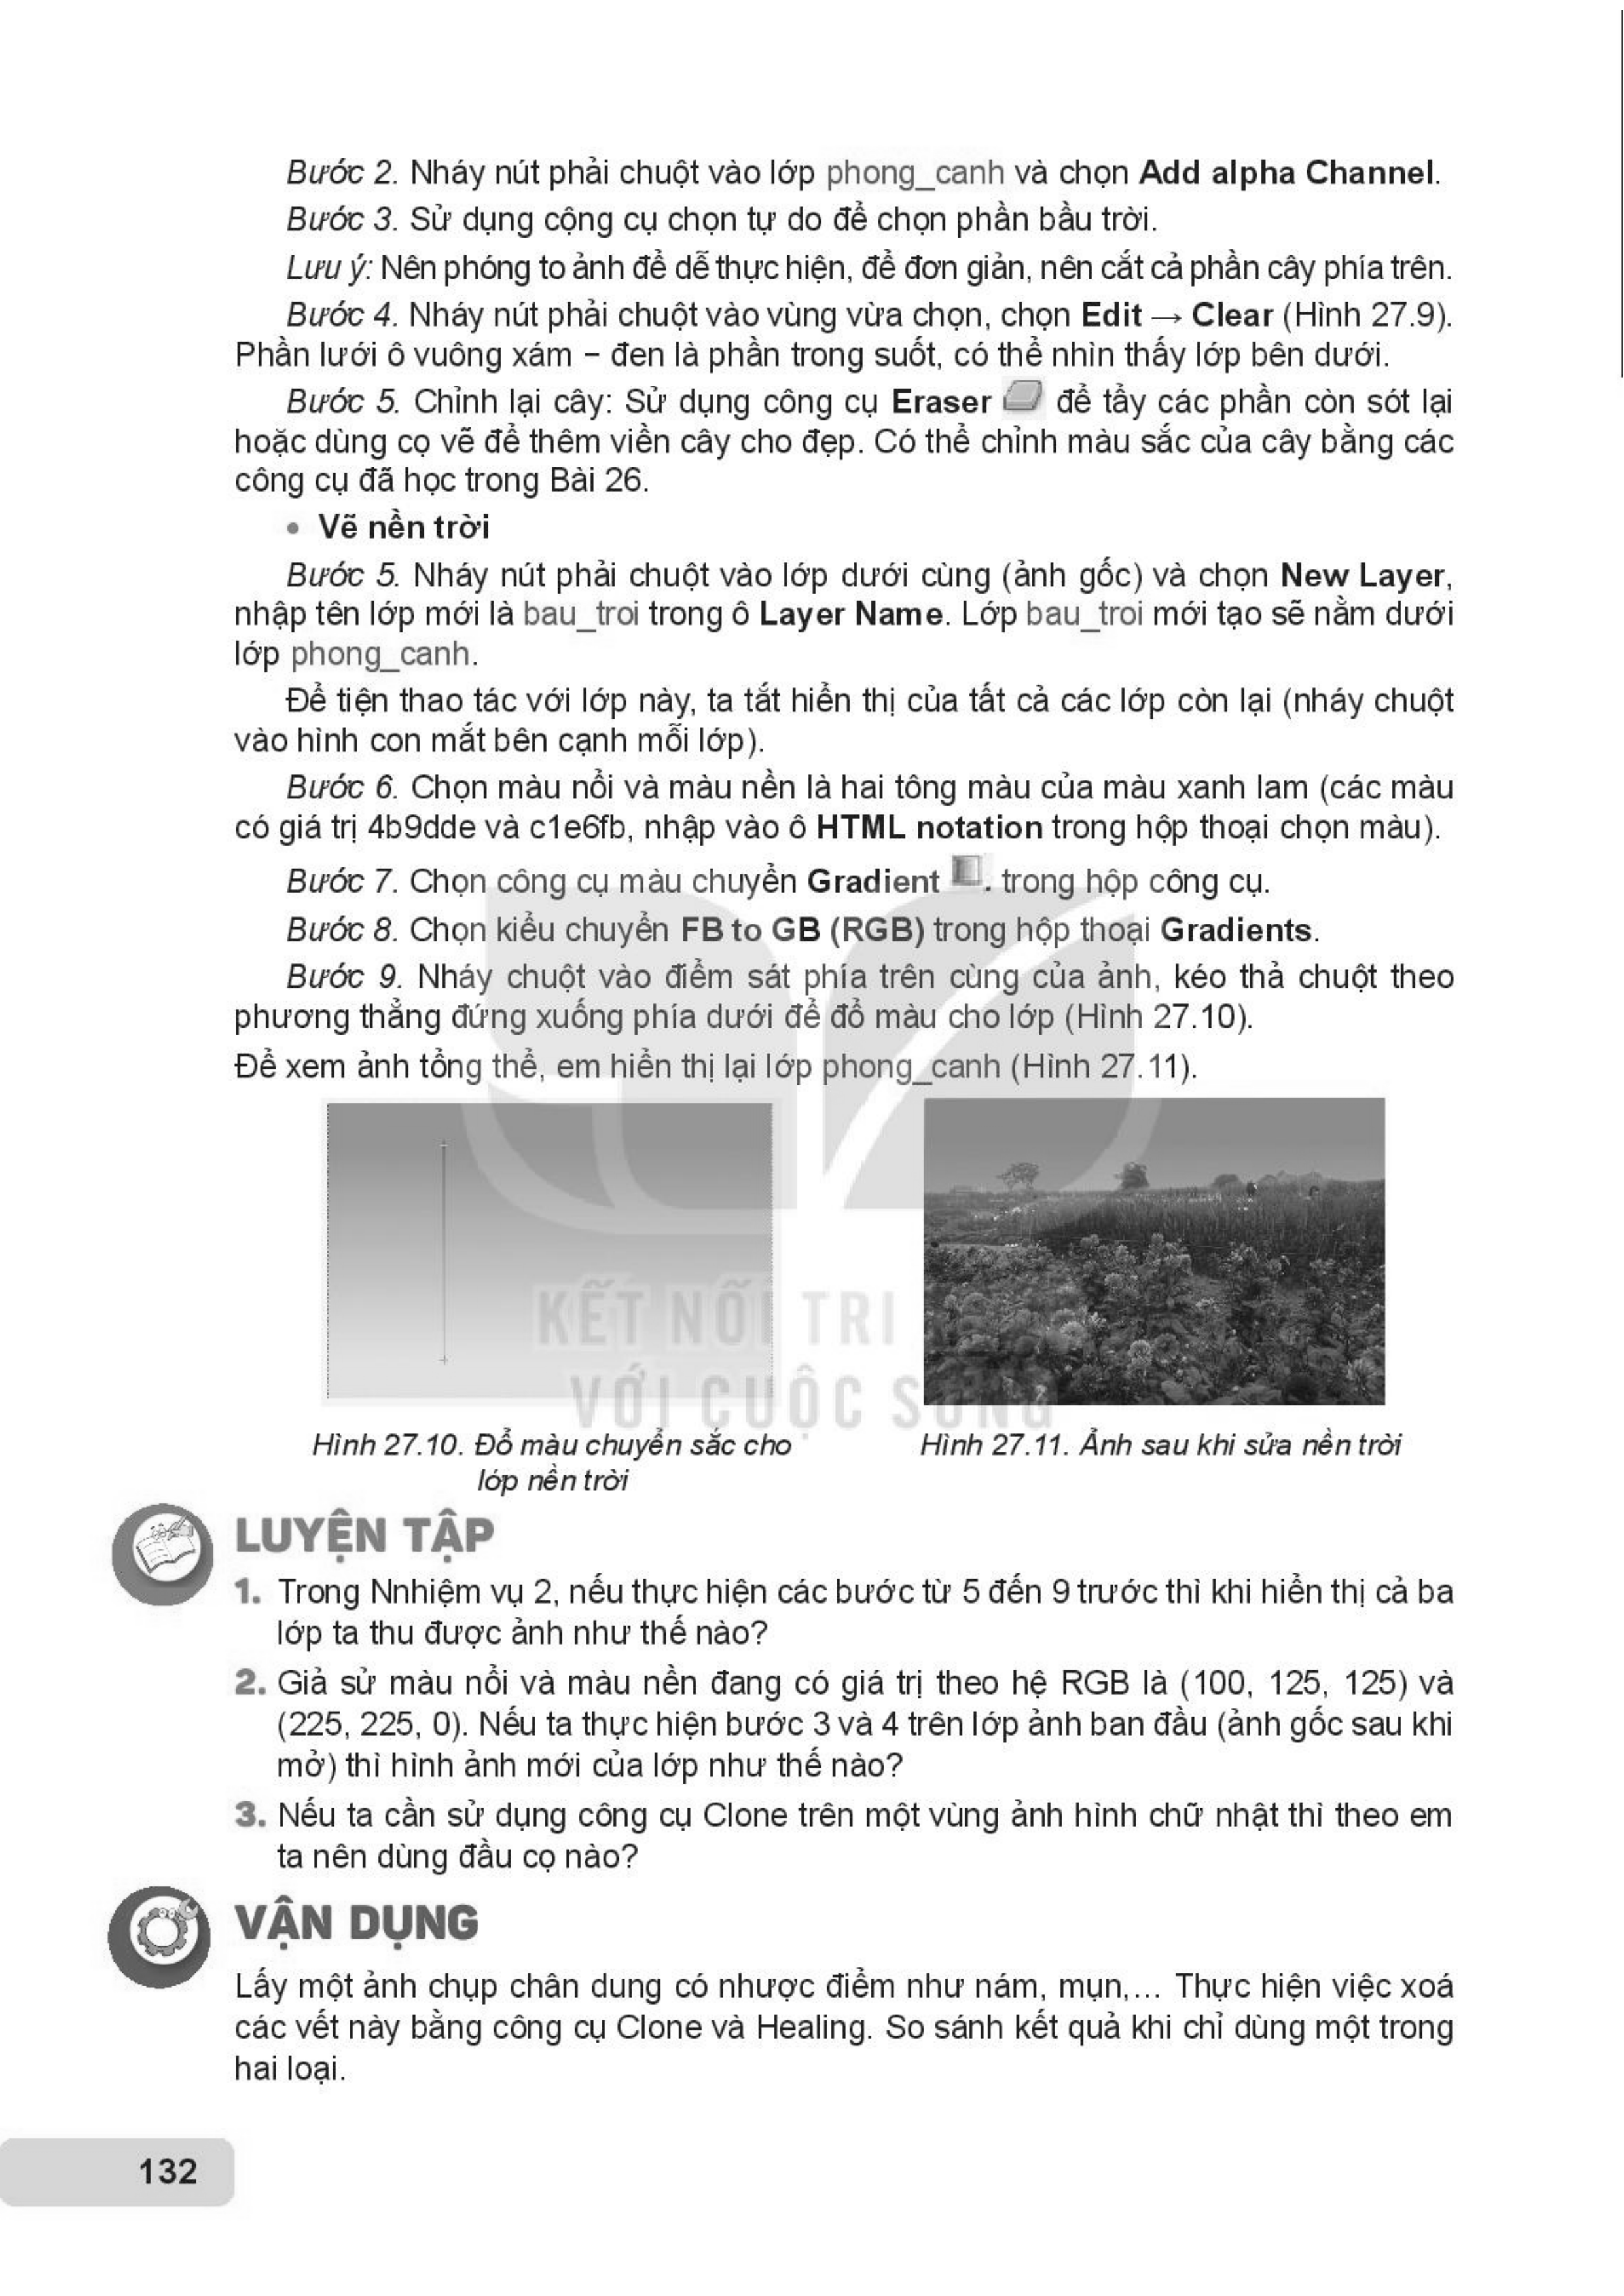 Bước 2. Nháy nút phải chuột vào lớp phong_canh và chọn Add alpha Channel.
Bước 3. Sử dụng cộng cụ chọn tự do để chọn phần bầu trời.
Lưu ý: Nên phóng to ảnh để dễ thực hiện, để đơn giản, nên cắt cả phần cây phía trên.
Bước 4. Nháy nút phải chuột vào vùng vừa chọn, chọn Edit → Clear (Hình 27.9).
Phần lưới ô vuông xám – đen là phần trong suốt, có thể nhìn thấy lớp bên dưới.
Bước 5. Chỉnh lại cây: Sử dụng công cụ Eraser để tẩy các phần còn sót lại
hoặc dùng cọ vẽ để thêm viền cây cho đẹp. Có thể chỉnh màu sắc của cây bằng các
công cụ đã học trong Bài 26.
• Vẽ nền trời
Bước 5. Nháy nút phải chuột vào lớp dưới cùng (ảnh gốc) và chọn New Layer,
nhập tên lớp mới là bau_troi trong ô Layer Name. Lớp bau_troi mới tạo sẽ nằm dưới
lớp phong_canh.
Để tiện thao tác với lớp này, ta tắt hiển thị của tất cả các lớp còn lại (nháy chuột
vào hình con mắt bên cạnh mỗi lớp).
Bước 6. Chọn màu nổi và màu nền là hai tông màu của màu xanh lam (các màu
có giá trị 4b9dde và c1e6fb, nhập vào ô HTML notation trong hộp thoại chọn màu).
Bước 7. Chọn công cụ màu chuyển Gradient trong hộp công cụ.
Bước 8. Chọn kiểu chuyển FB to GB (RGB) trong hộp thoại Gradients.
Bước 9. Nháy chuột vào điểm sát phía trên cùng của ảnh, kéo thả chuột theo
phương thẳng đứng xuống phía dưới để đổ màu cho lớp (Hình 27.10).
Để xem ảnh tổng thể, em hiển thị lại lớp phong_canh (Hình 27.11).
KẾT NỐI TRI
VỚI CUỘC SỐNG
Hình 27.10. Đổ màu chuyển sắc cho
lớp nền trời
Hình 27.11. Ảnh sau khi sửa nền trời
LUYỆN TẬP
1. Trong Nnhiệm vụ 2, nếu thực hiện các bước từ 5 đến 9 trước thì khi hiển thị cả ba
lớp ta thu được ảnh như thế nào?
2. Giả sử màu nổi và màu nền đang có giá trị theo hệ RGB là (100, 125, 125) và
(225, 225, 0). Nếu ta thực hiện bước 3 và 4 trên lớp ảnh ban đầu (ảnh gốc sau khi
mở) thì hình ảnh mới của lớp như thế nào?
3. Nếu ta cần sử dụng công cụ Clone trên một vùng ảnh hình chữ nhật thì theo em
ta nên dùng đầu cọ nào?
VẬN DỤNG
Lấy một ảnh chụp chân dung có nhược điểm như nám, mụn,... Thực hiện việc xoá
các vết này bằng công cụ Clone và Healing. So sánh kết quả khi chỉ dùng một trong
hai loại.
132